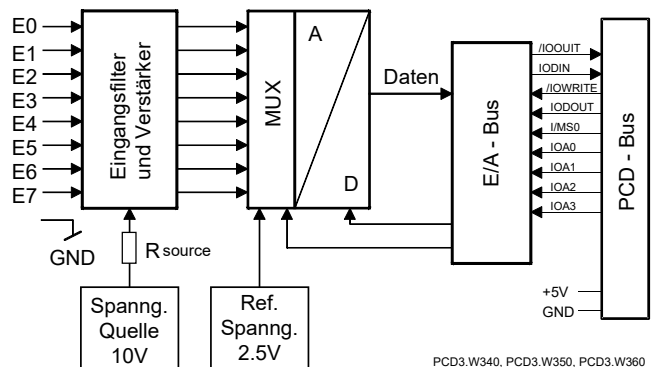 E0
E1
E2
E3
E4
E5
E6
E7
GND
Eingangsfilter
und Verstärker
R source
Spanng.
Quelle
10V
MUX
A
D
Ref.
Spanng.
2.5V
Daten
E/A - Bus
/IOOUIT
IODIN
/IOWRITE
IODOUT
I/MS0
IOA0
IOA1
IOA2
IOA3
+5V
GND
PCD - Bus
PCD3.W340, PCD3.W350, PCD3.W360